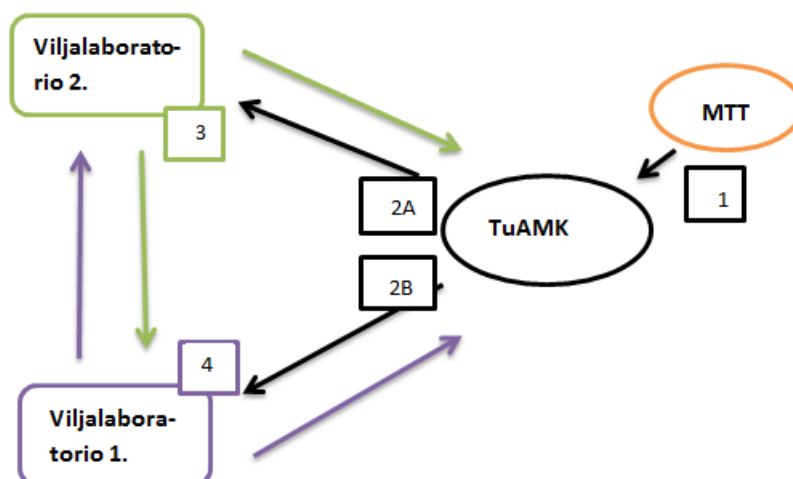 Viljalaborato-
rio 2.
3
MTT
1
2A
TuAMK
2B
4
Viljalabora-
torio 1.